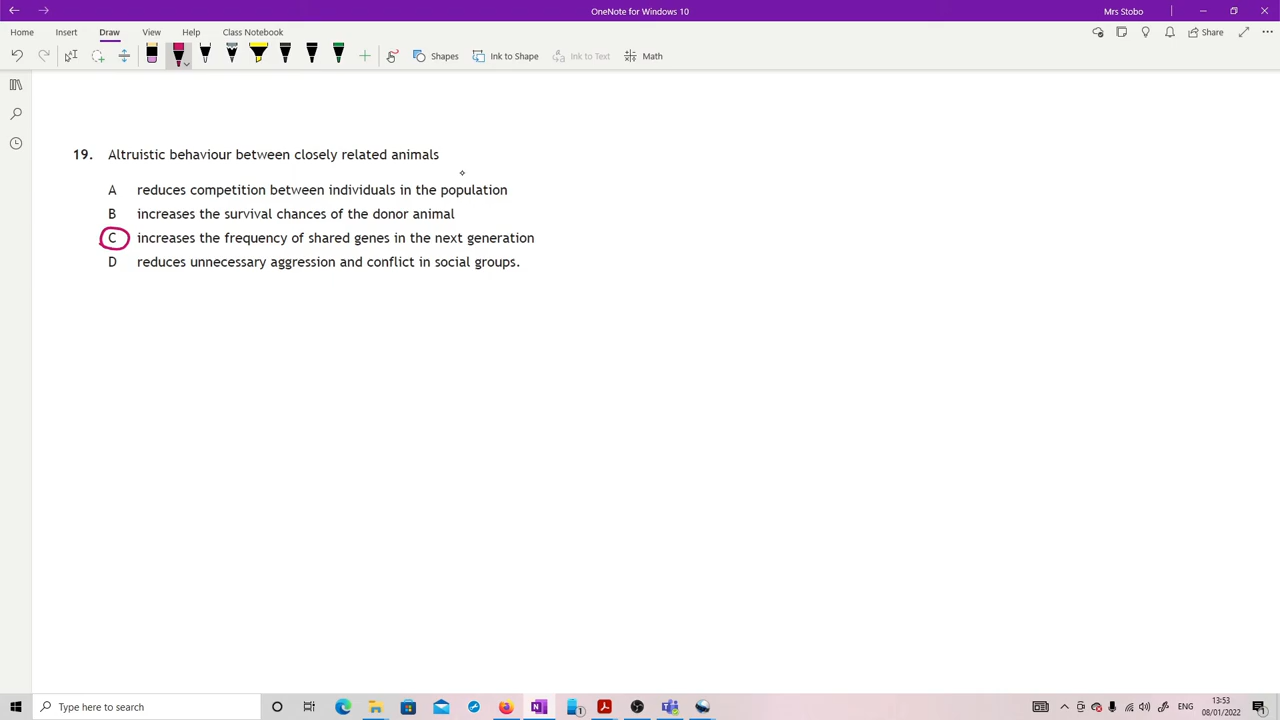 OneNote for Windows 10
Mrs Stobo
Home Insert Draw View Help Class Notebook
Share
Shapes Ink to Shape Ink to Text Math
19. Altruistic behaviour between closely related animals
A reduces competition between individuals in the population
B increases the survival chances of the donor animal
C increases the frequency of shared genes in the next generation
D reduces unnecessary aggression and conflict in social groups.
Type here to search
ENG
13:53
08/01/2022